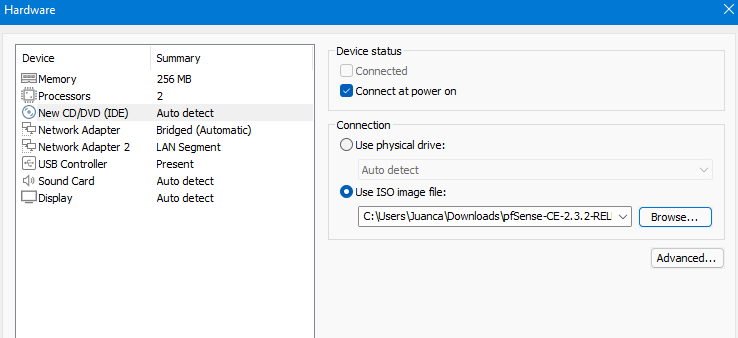 Hardware
Device Summary
Memory 256 MB
Processors 2
New CD/DVD (IDE) Auto detect
Network Adapter Bridged (Automatic)
Network Adapter 2 LAN Segment
USB Controller Present
Sound Card Auto detect
Display Auto detect
Device status
Connected
Connect at power on
Connection
Use physical drive:
Auto detect
Use ISO image file:
C:\Users\Juanca\Downloads\pfSense-CE-2.3.2-REL
Browse...
Advanced...